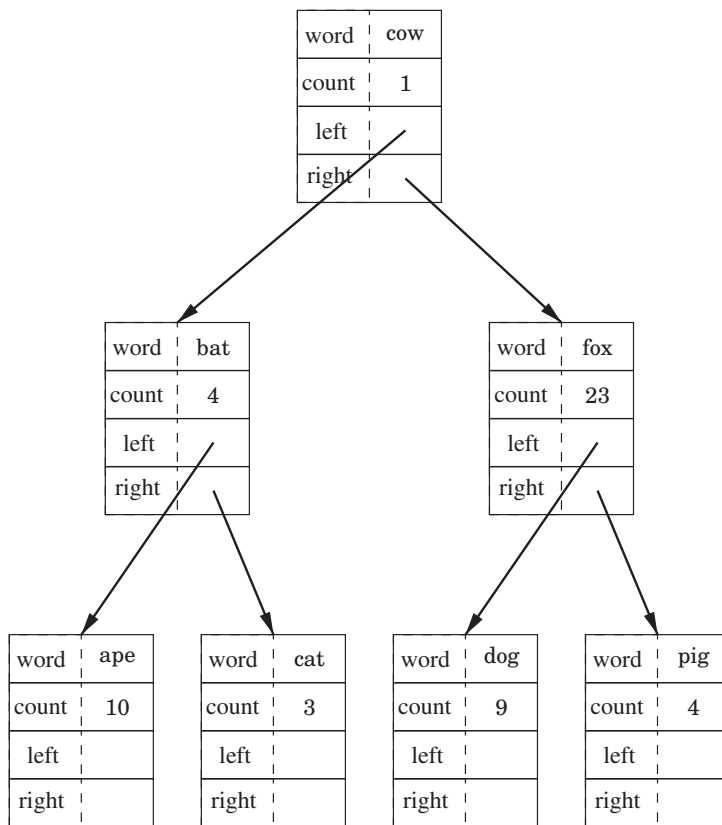 word cow
count 1
left
right
word bat
count 4
left
right
word fox
count 23
left
right
word ape
count 10
left
right
word cat
count 3
left
right
word dog
count 9
left
right
word pig
count 4
left
right